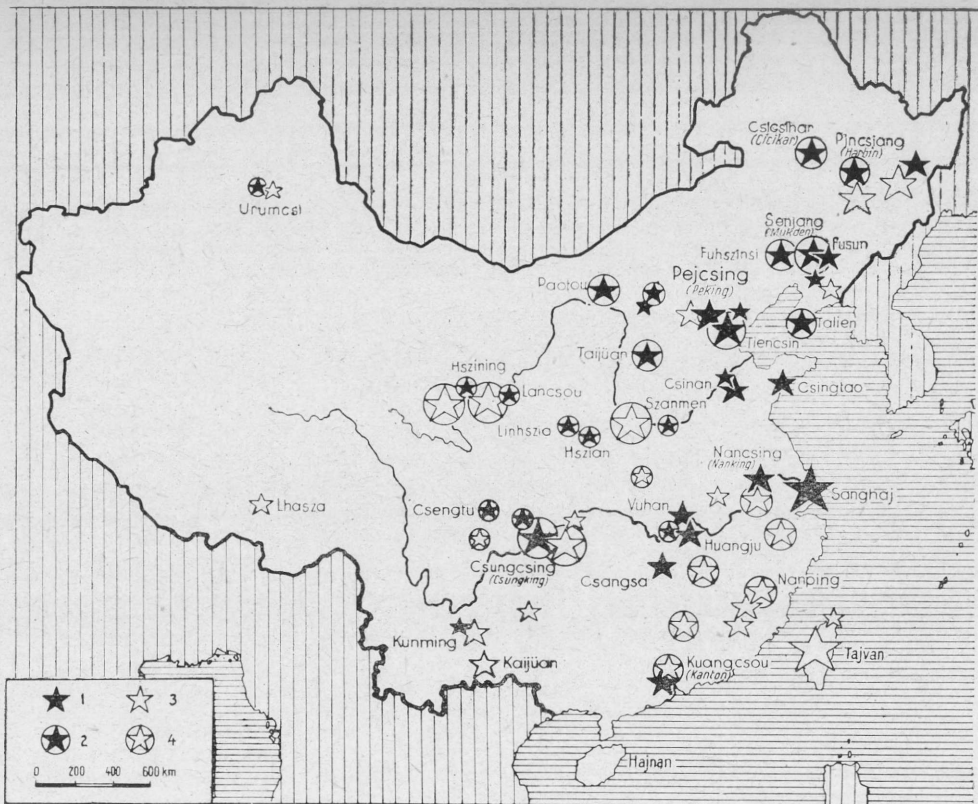 Csicsihar
(Cicikar)
Pincsjang
(Harbin)
Urumcsi
Senjang
(Mukden)
Fusun
Fuhszinsi
Pejcsing
(Peking)
Paotou
Talien
Tiencsin
Taijüan
Hszining
Csinan
Csingtao
Lancsou
Szanmen
Linhszia
Hszian
Nancsing
(Nanking)
Sanghaj
Lhasza
Csengtu
Vuhan
Huangju
Csungcsing
(Csungking)
Csangsa
Nanping
Kunming
Kaijüan
Kuangcsou
(Kanton)
Tajvan
1 3
2 4
0 200 400 600 km
Hajnan